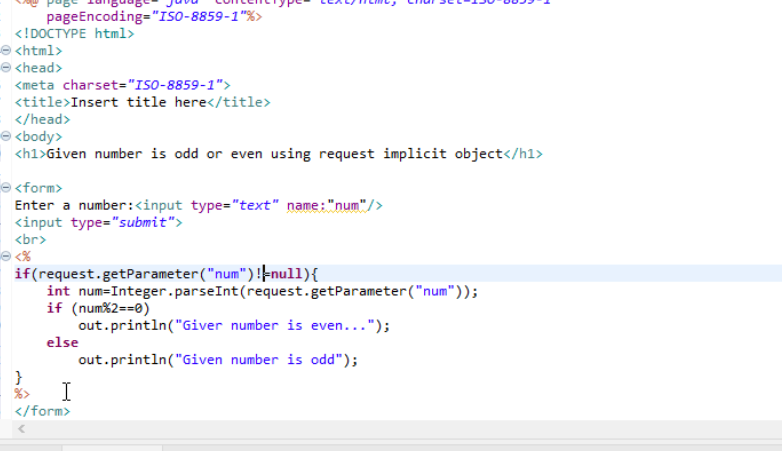 <%@ page language="java" contentType="text/html; charset=ISO-8859-1"
pageEncoding="ISO-8859-1"%>
<!DOCTYPE html>
<html>
<head>
<meta charset="ISO-8859-1">
<title>Insert title here</title>
</head>
<body>
<h1>Given number is odd or even using request implicit object</h1>
<form>
Enter a number:<input type="text" name:"num"/>
<input type="submit">
<br>
<%
if(request.getParameter("num")!=null){
int num=Integer.parseInt(request.getParameter("num"));
if (num%2==0)
out.println("Giver number is even...");
else
out.println("Given number is odd");
}
%>
</form>